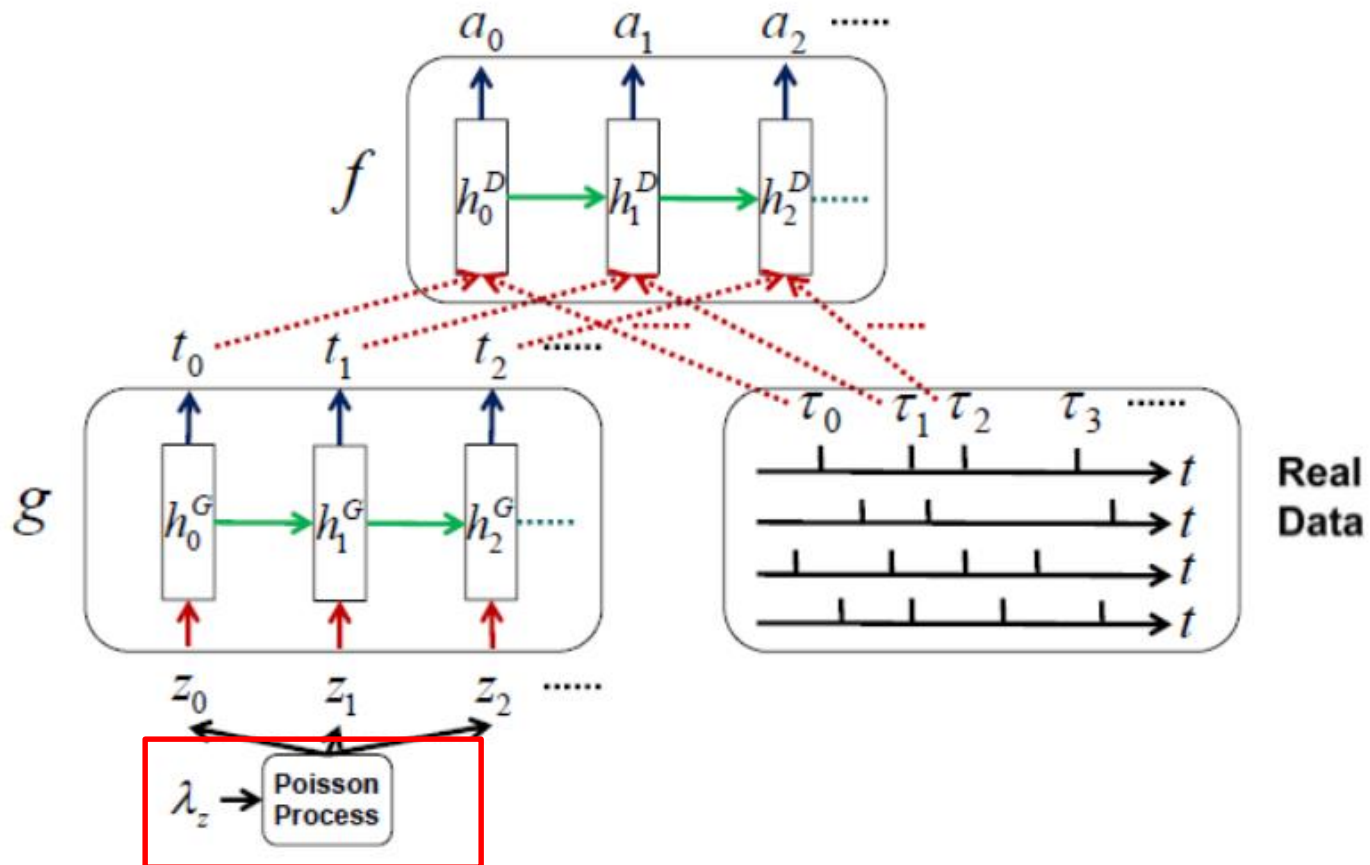 a₀ a₁ a₂ ......
f h₀ᴰ h₁ᴰ h₂ᴰ ......
t₀ t₁ t₂ ......
τ₀ τ₁ τ₂ τ₃ ......
g h₀ᴳ h₁ᴳ h₂ᴳ ......
t
t
t
t
Real
Data
z₀ z₁ z₂ ......
λ_z
Poisson
Process